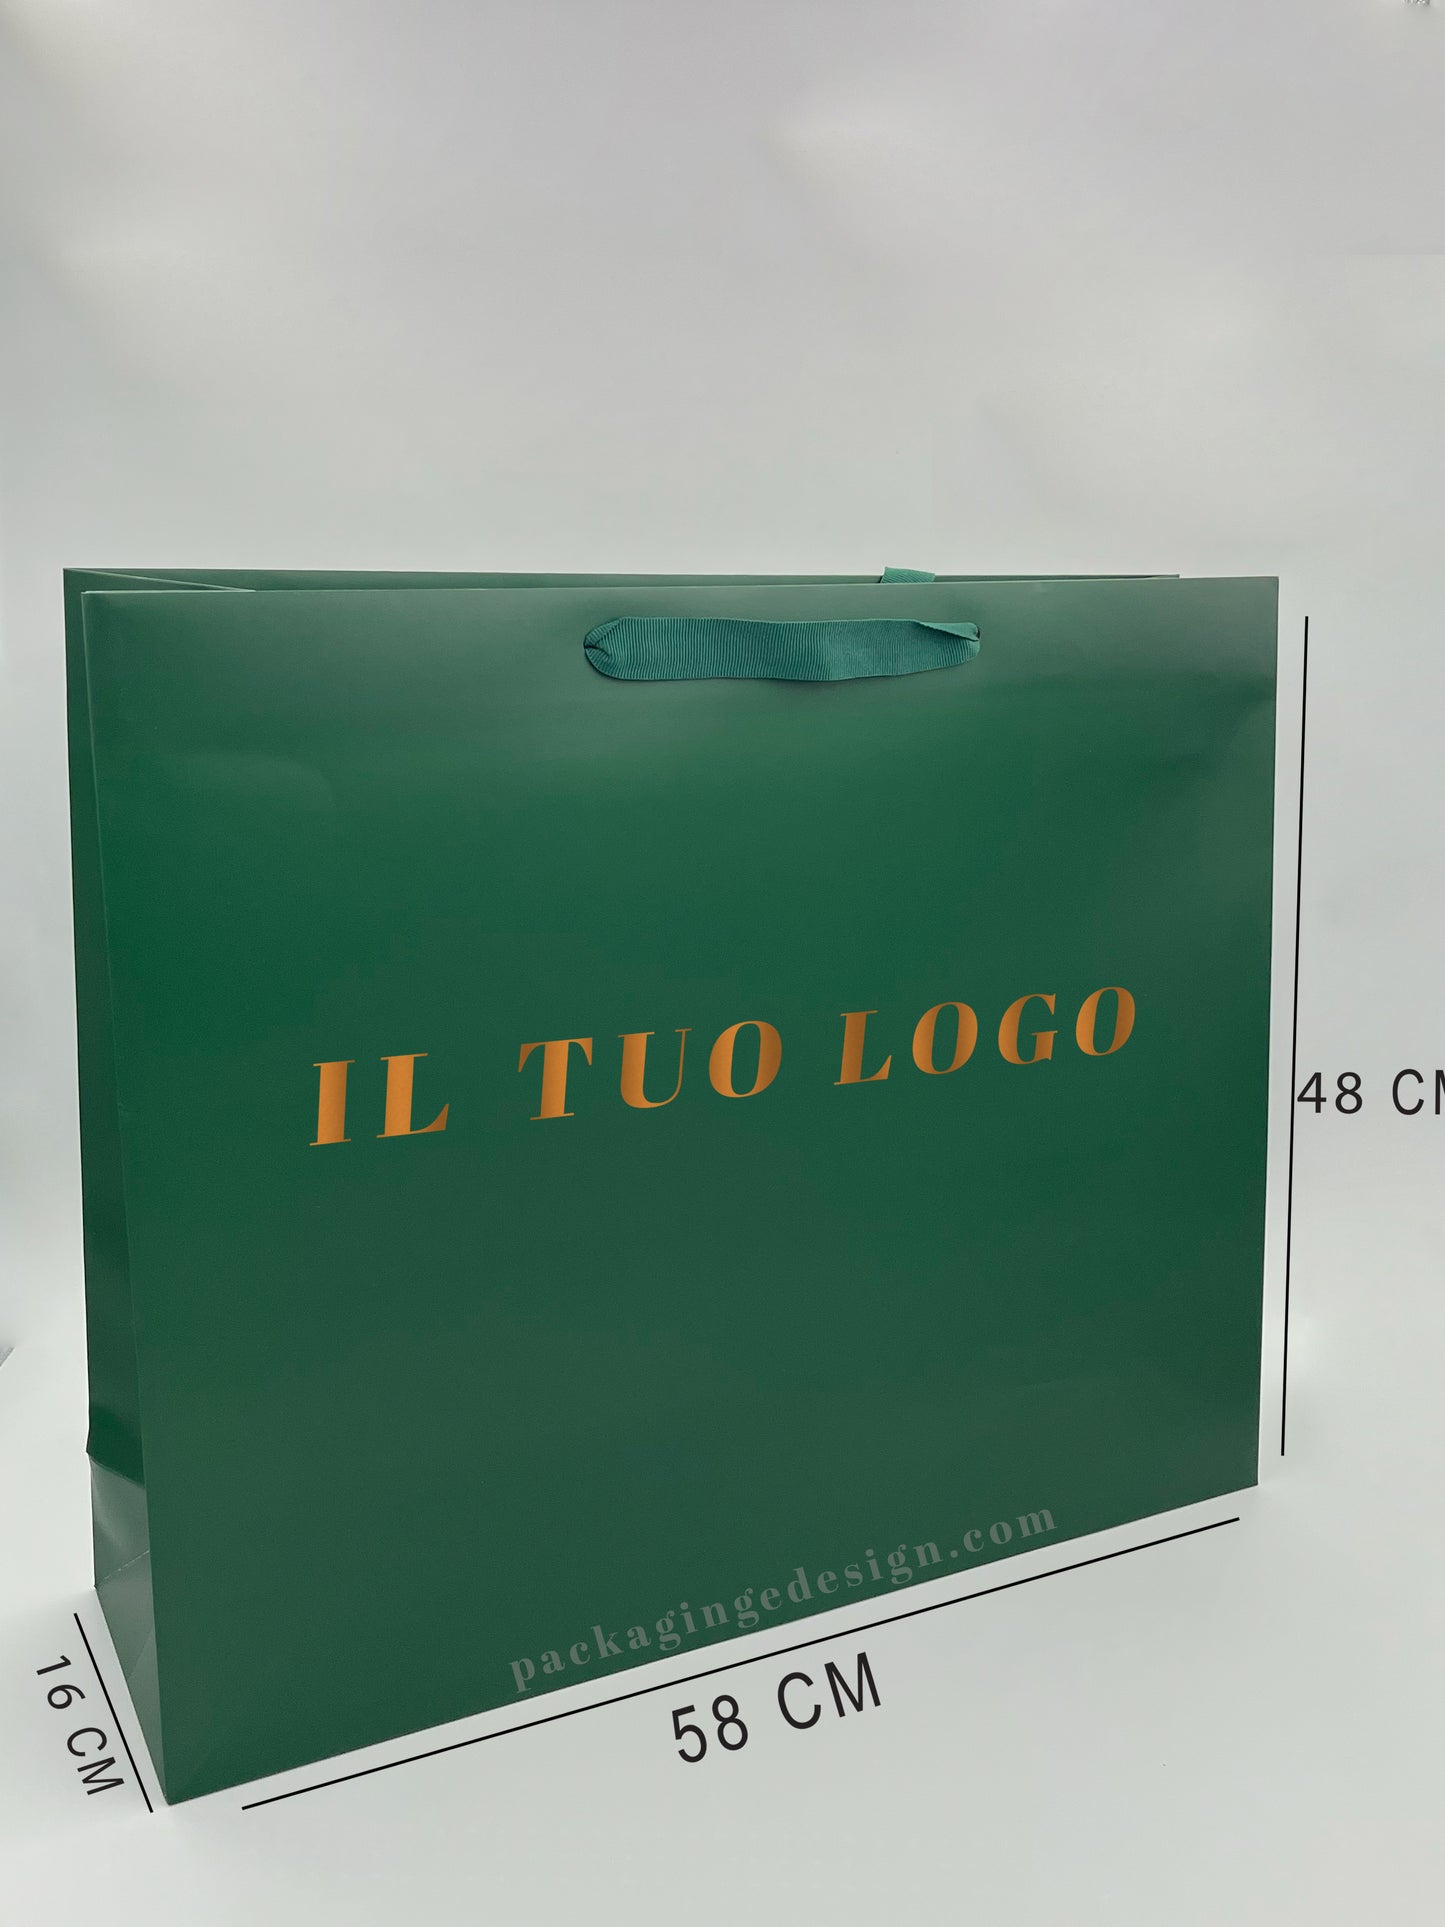 IL TUO LOGO
48 CM
packagingedesign.com
58 CM
16 CM